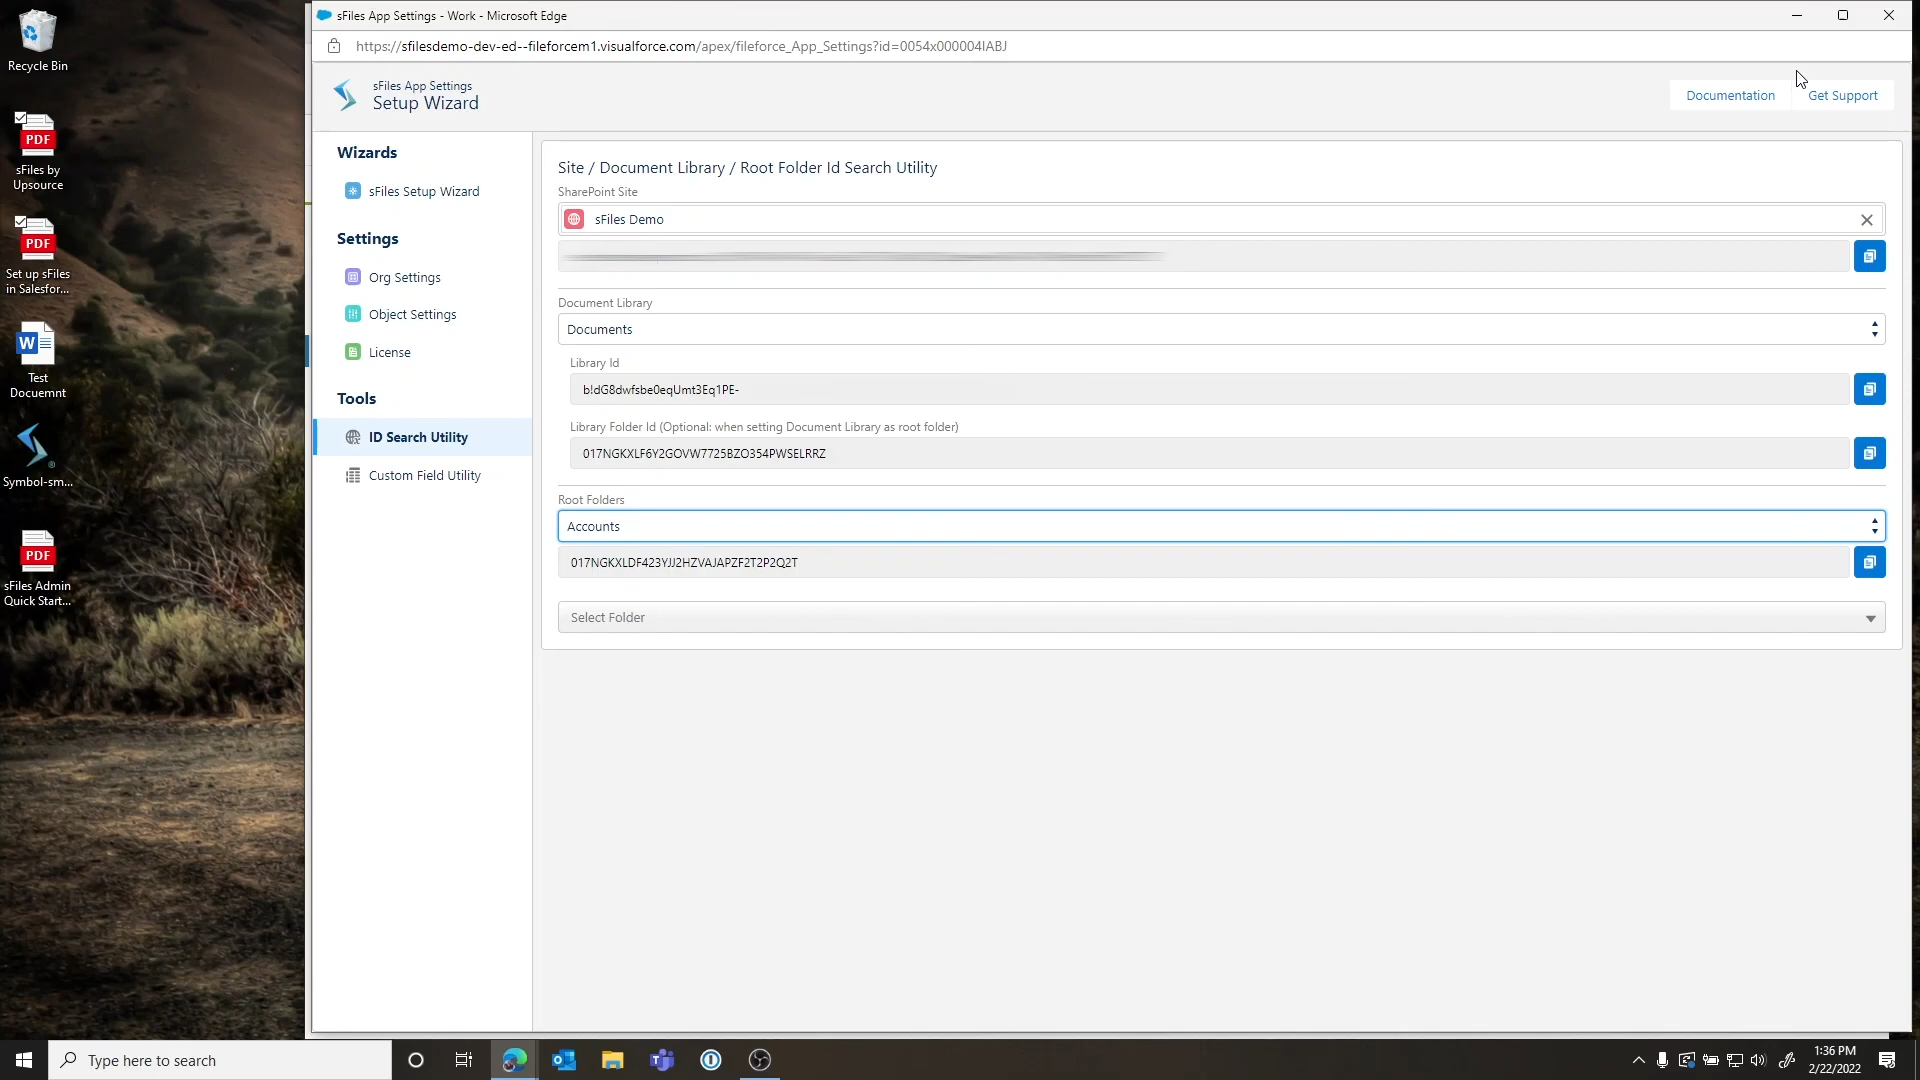 sFiles App Settings - Work - Microsoft Edge
https://sfilesdemo-dev-ed--fileforcem1.visualforce.com/apex/fileforce_App_Settings?id=0054x000004IABJ
sFiles App Settings
Setup Wizard
Documentation
Get Support
Wizards
sFiles Setup Wizard
Settings
Org Settings
Object Settings
License
Tools
ID Search Utility
Custom Field Utility
Site / Document Library / Root Folder Id Search Utility
SharePoint Site
sFiles Demo
Document Library
Documents
Library Id
b!dG8dwfsbe0eqUmt3Eq1PE-
Library Folder Id (Optional: when setting Document Library as root folder)
017NGKXLF6Y2GOVW7725BZO354PWSELRRZ
Root Folders
Accounts
017NGKXLDF423YJJ2HZVAJAPZF2T2P2Q2T
Select Folder
Recycle Bin
PDF
sFiles by
Upsource
PDF
Set up sFiles
in Salesfor...
W
Test
Docuemnt
Symbol-sm...
PDF
sFiles Admin
Quick Start...
Type here to search
1:36 PM
2/22/2022